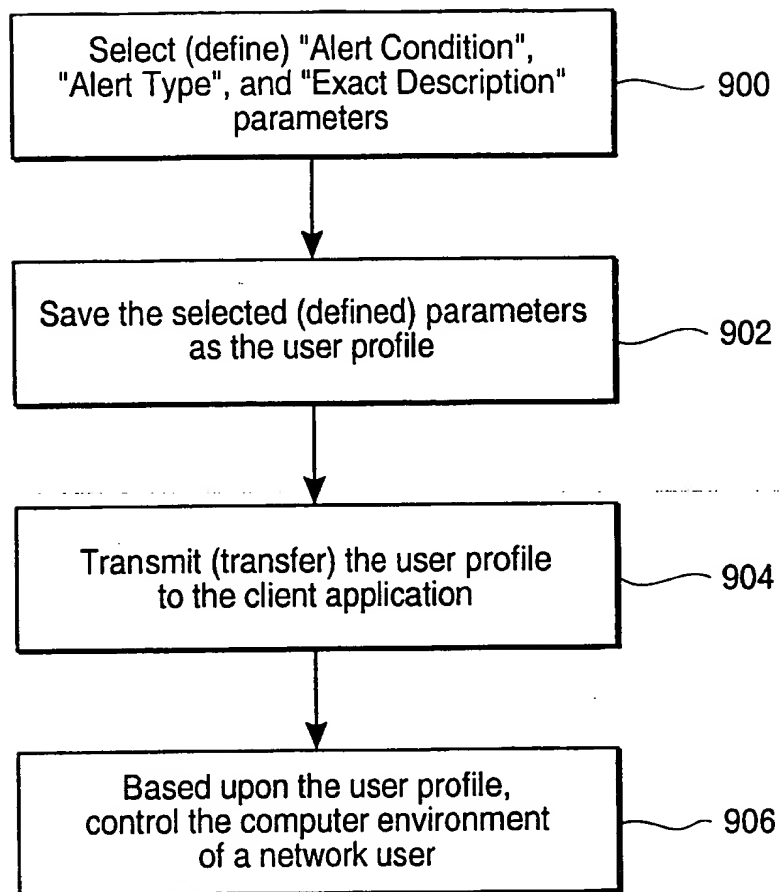 Select (define) "Alert Condition",
"Alert Type", and "Exact Description"
parameters
900
Save the selected (defined) parameters
as the user profile
902
Transmit (transfer) the user profile
to the client application
904
Based upon the user profile,
control the computer environment
of a network user
906